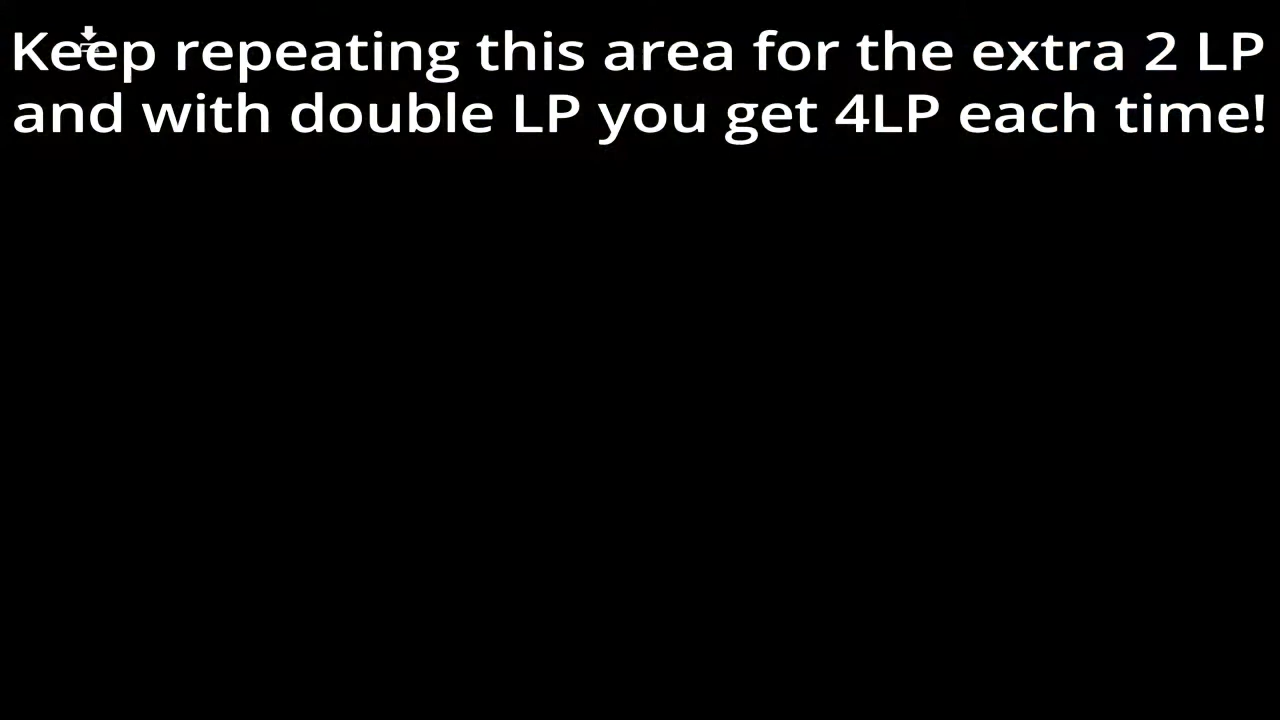 Keep repeating this area for the extra 2 LP
and with double LP you get 4LP each time!